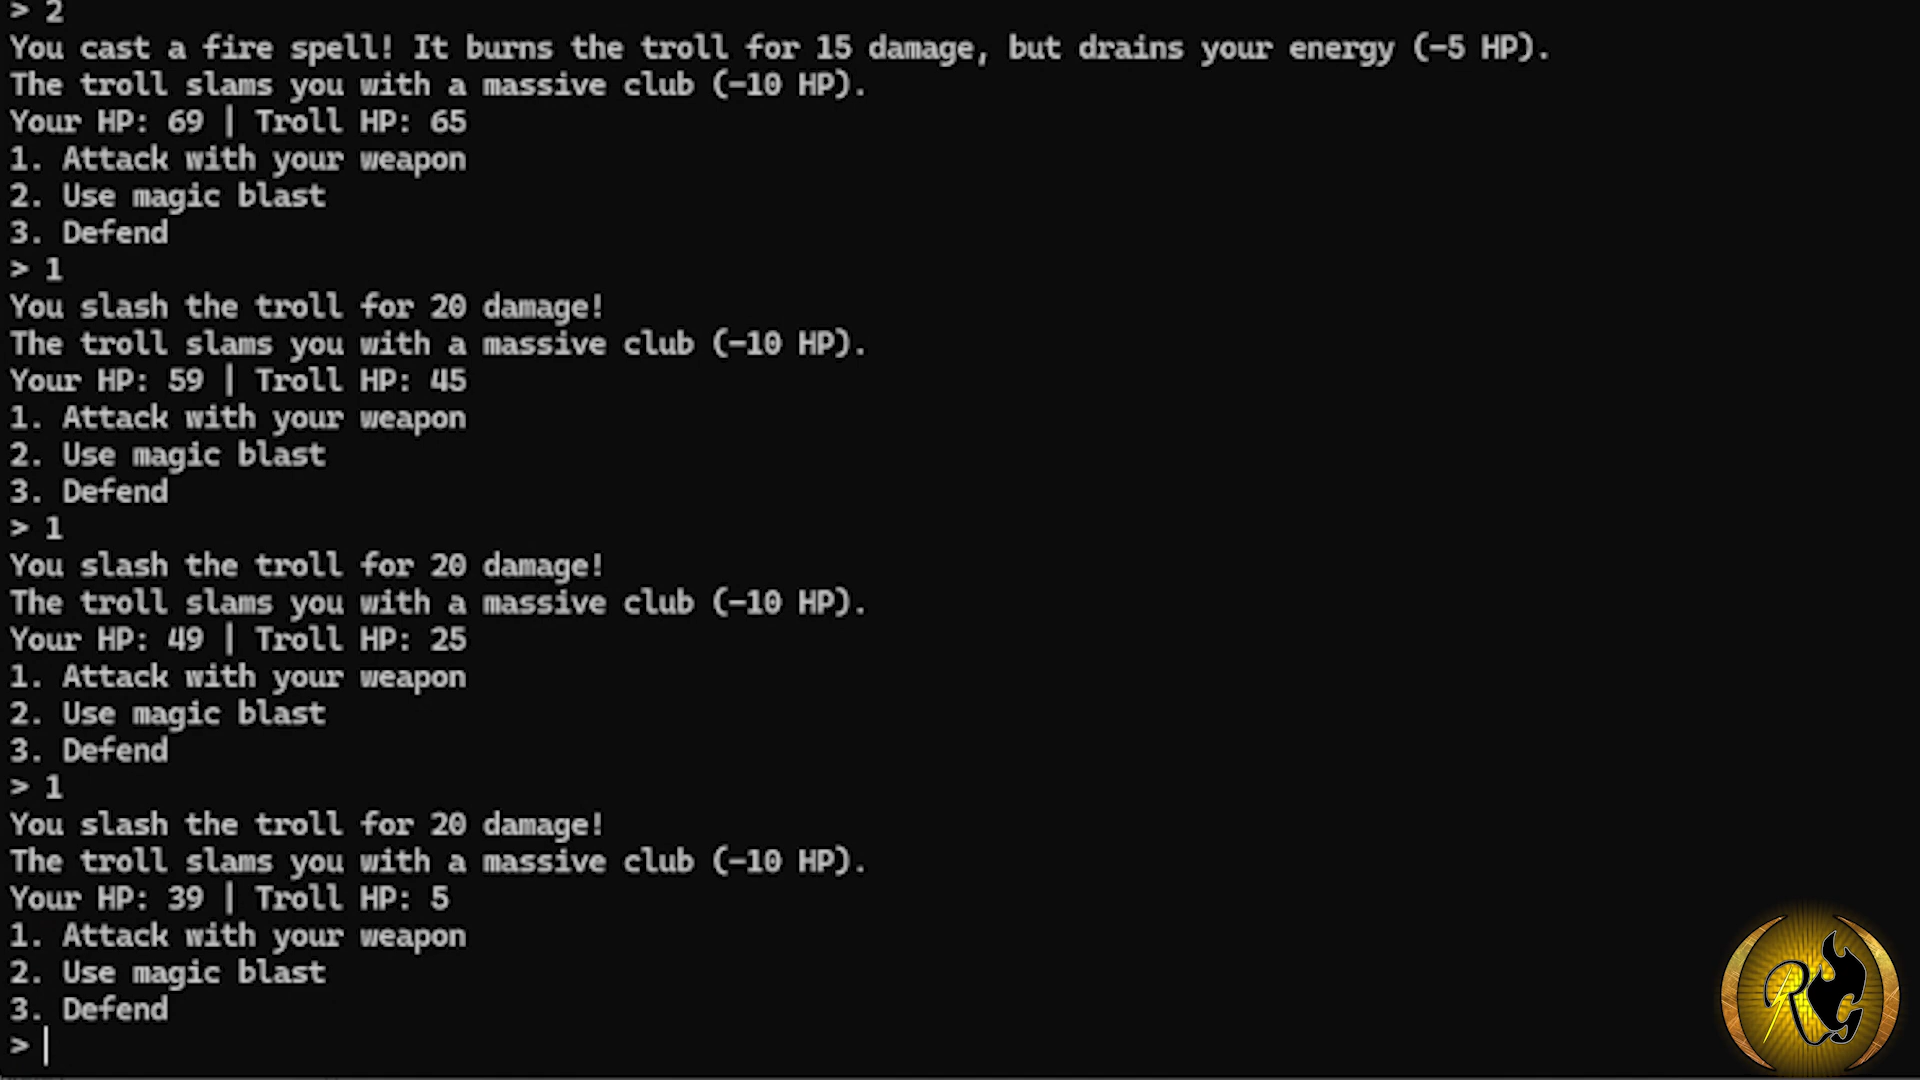 > 2
You cast a fire spell! It burns the troll for 15 damage, but drains your energy (-5 HP).
The troll slams you with a massive club (-10 HP).
Your HP: 69 | Troll HP: 65
1. Attack with your weapon
2. Use magic blast
3. Defend
> 1
You slash the troll for 20 damage!
The troll slams you with a massive club (-10 HP).
Your HP: 59 | Troll HP: 45
1. Attack with your weapon
2. Use magic blast
3. Defend
> 1
You slash the troll for 20 damage!
The troll slams you with a massive club (-10 HP).
Your HP: 49 | Troll HP: 25
1. Attack with your weapon
2. Use magic blast
3. Defend
> 1
You slash the troll for 20 damage!
The troll slams you with a massive club (-10 HP).
Your HP: 39 | Troll HP: 5
1. Attack with your weapon
2. Use magic blast
3. Defend
>